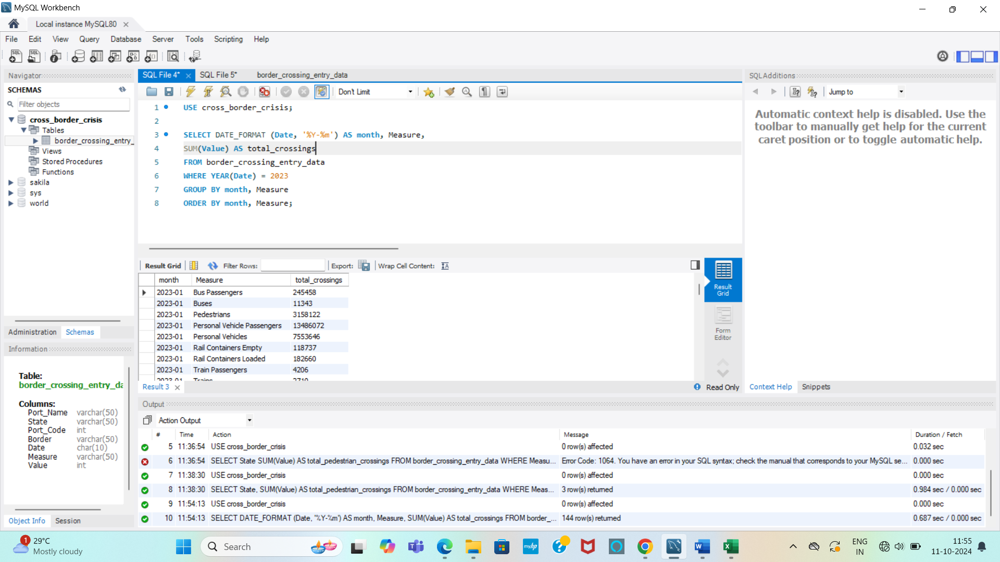 MySQL Workbench
Local instance MySQL80
File Edit View Query Database Server Tools Scripting Help
Navigator
SCHEMAS
Filter objects
cross_border_crisis
Tables
border_crossing_entry_
Views
Stored Procedures
Functions
sakila
sys
world
Administration Schemas
Information
Table:
border_crossing_entry_da
Columns:
Port_Name varchar(50)
State varchar(50)
Port_Code int
Border varchar(50)
Date char(10)
Measure varchar(50)
Value int
Object Info Session
SQL File 4* SQL File 5* border_crossing_entry_data
Don't Limit
1 USE cross_border_crisis;
2
3 SELECT DATE_FORMAT (Date, '%Y-%m') AS month, Measure,
4 SUM(Value) AS total_crossings
5 FROM border_crossing_entry_data
6 WHERE YEAR(Date) = 2023
7 GROUP BY month, Measure
8 ORDER BY month, Measure;
Result Grid Filter Rows: Export: Wrap Cell Content:
month Measure total_crossings
2023-01 Bus Passengers 245458
2023-01 Buses 11343
2023-01 Pedestrians 3158122
2023-01 Personal Vehicle Passengers 13486072
2023-01 Personal Vehicles 7553646
2023-01 Rail Containers Empty 118737
2023-01 Rail Containers Loaded 182660
2023-01 Train Passengers 4206
2023-01 Trains 2710
Result Grid
Form Editor
Result 3
Read Only
SQLAdditions
Jump to
Automatic context help is disabled. Use the
toolbar to manually get help for the current
caret position or to toggle automatic help.
Context Help Snippets
Output
Action Output
# Time Action Message Duration / Fetch
5 11:36:54 USE cross_border_crisis 0 row(s) affected 0.032 sec
6 11:36:54 SELECT State SUM(Value) AS total_pedestrian_crossings FROM border_crossing_entry_data WHERE Measu... Error Code: 1064. You have an error in your SQL syntax; check the manual that corresponds to your MySQL se... 0.000 sec
7 11:38:30 USE cross_border_crisis 0 row(s) affected 0.000 sec
8 11:38:30 SELECT State, SUM(Value) AS total_pedestrian_crossings FROM border_crossing_entry_data WHERE Meas... 3 row(s) returned 0.984 sec / 0.000 sec
9 11:54:13 USE cross_border_crisis 0 row(s) affected 0.000 sec
10 11:54:13 SELECT DATE_FORMAT (Date, '%Y-%m') AS month, Measure, SUM(Value) AS total_crossings FROM border_... 144 row(s) returned 0.687 sec / 0.000 sec
1
29°C
Mostly cloudy
Search
myhp
ENG
IN
11:55
11-10-2024